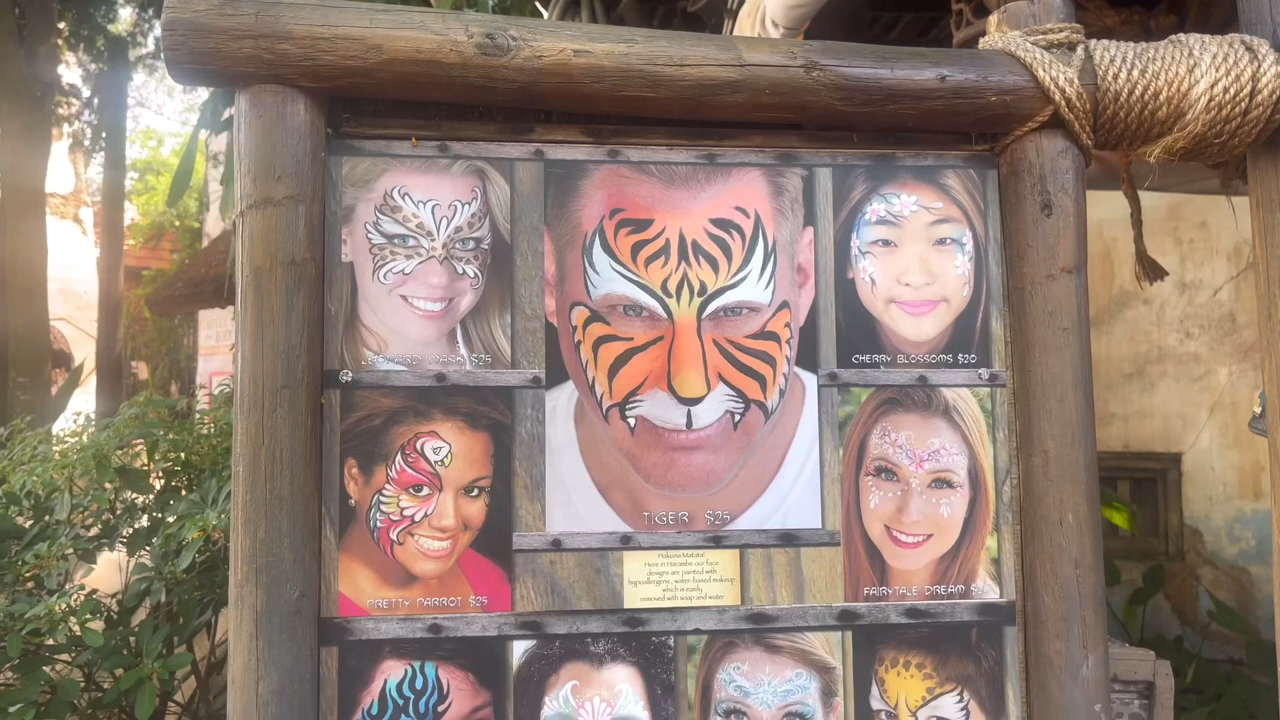 LEOPARD MASK $25
TIGER $25
CHERRY BLOSSOMS $20
PRETTY PARROT $25
Hakuna Matata!
Here in Harambe our face
designs are painted with
hypoallergenic, water-based makeup
which is easily
removed with soap and water
FAIRYTALE DREAM